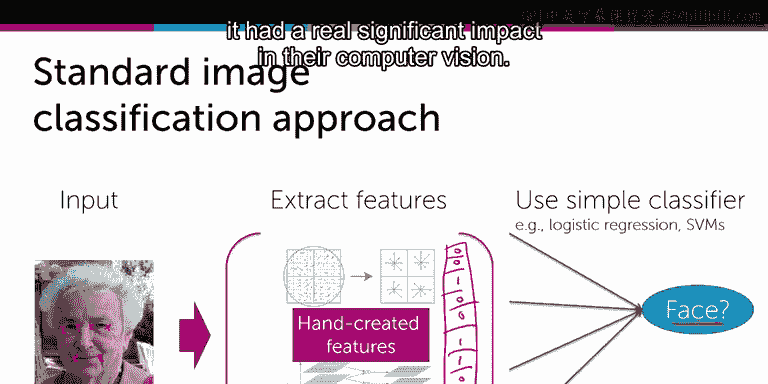 it had a real significant impact
in their computer vision.
Standard image
classification approach
Input
Extract features
Use simple classifier
e.g., logistic regression, SVMs
Hand-created
features
Face?